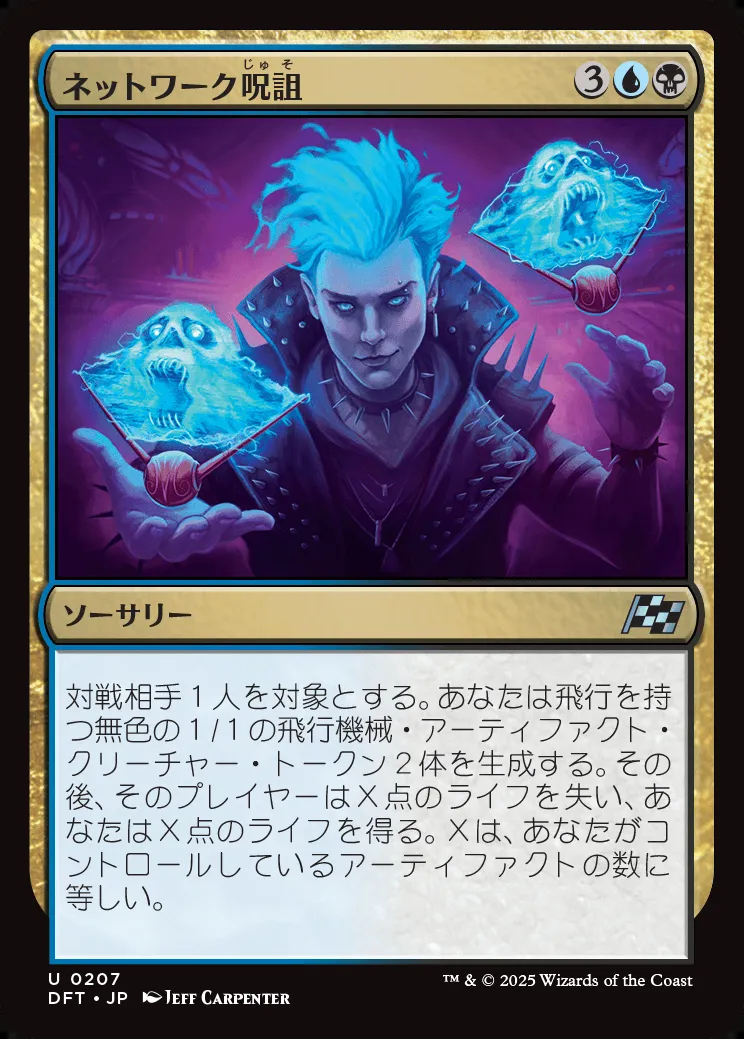 ネットワーク呪詛
じゅそ
3
ソーサリー
対戦相手１人を対象とする。あなたは飛行を持
つ無色の１/１の飛行機械・アーティファクト・
クリーチャー・トークン２体を生成する。その
後、そのプレイヤーはＸ点のライフを失い、あ
なたはＸ点のライフを得る。Ｘは、あなたがコ
ントロールしているアーティファクトの数に
等しい。
U 0207
DFT • JP Jeff Carpenter
™ & © 2025 Wizards of the Coast